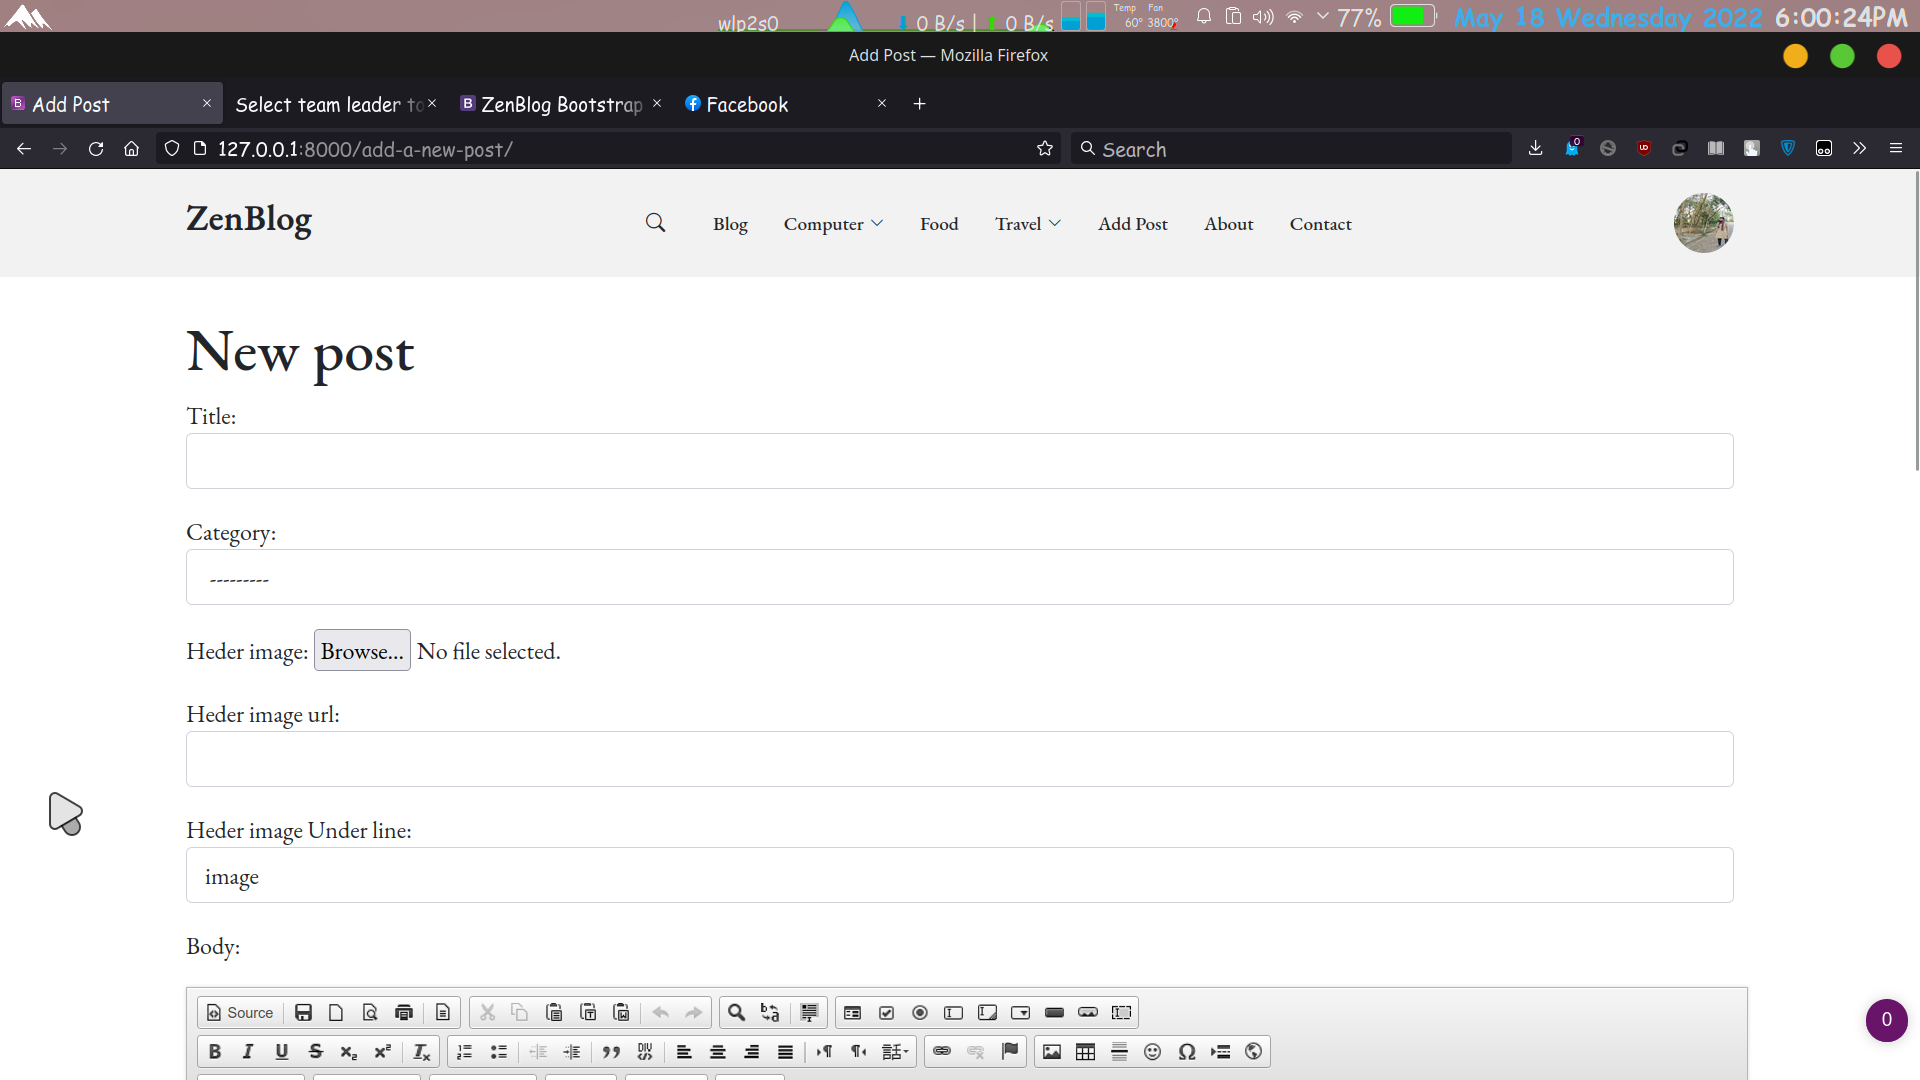 wlp2s0 0 B/s | 0 B/s Temp 60° Fan 3800° 77% May 18 Wednesday 2022 6:00:24PM
Add Post — Mozilla Firefox
Add Post Select team leader to ZenBlog Bootstrap Facebook
127.0.0.1:8000/add-a-new-post/ Search 0
ZenBlog Blog Computer Food Travel Add Post About Contact
New post
Title:
Category:
---------
Heder image: Browse... No file selected.
Heder image url:
Heder image Under line:
image
Body:
Source
0